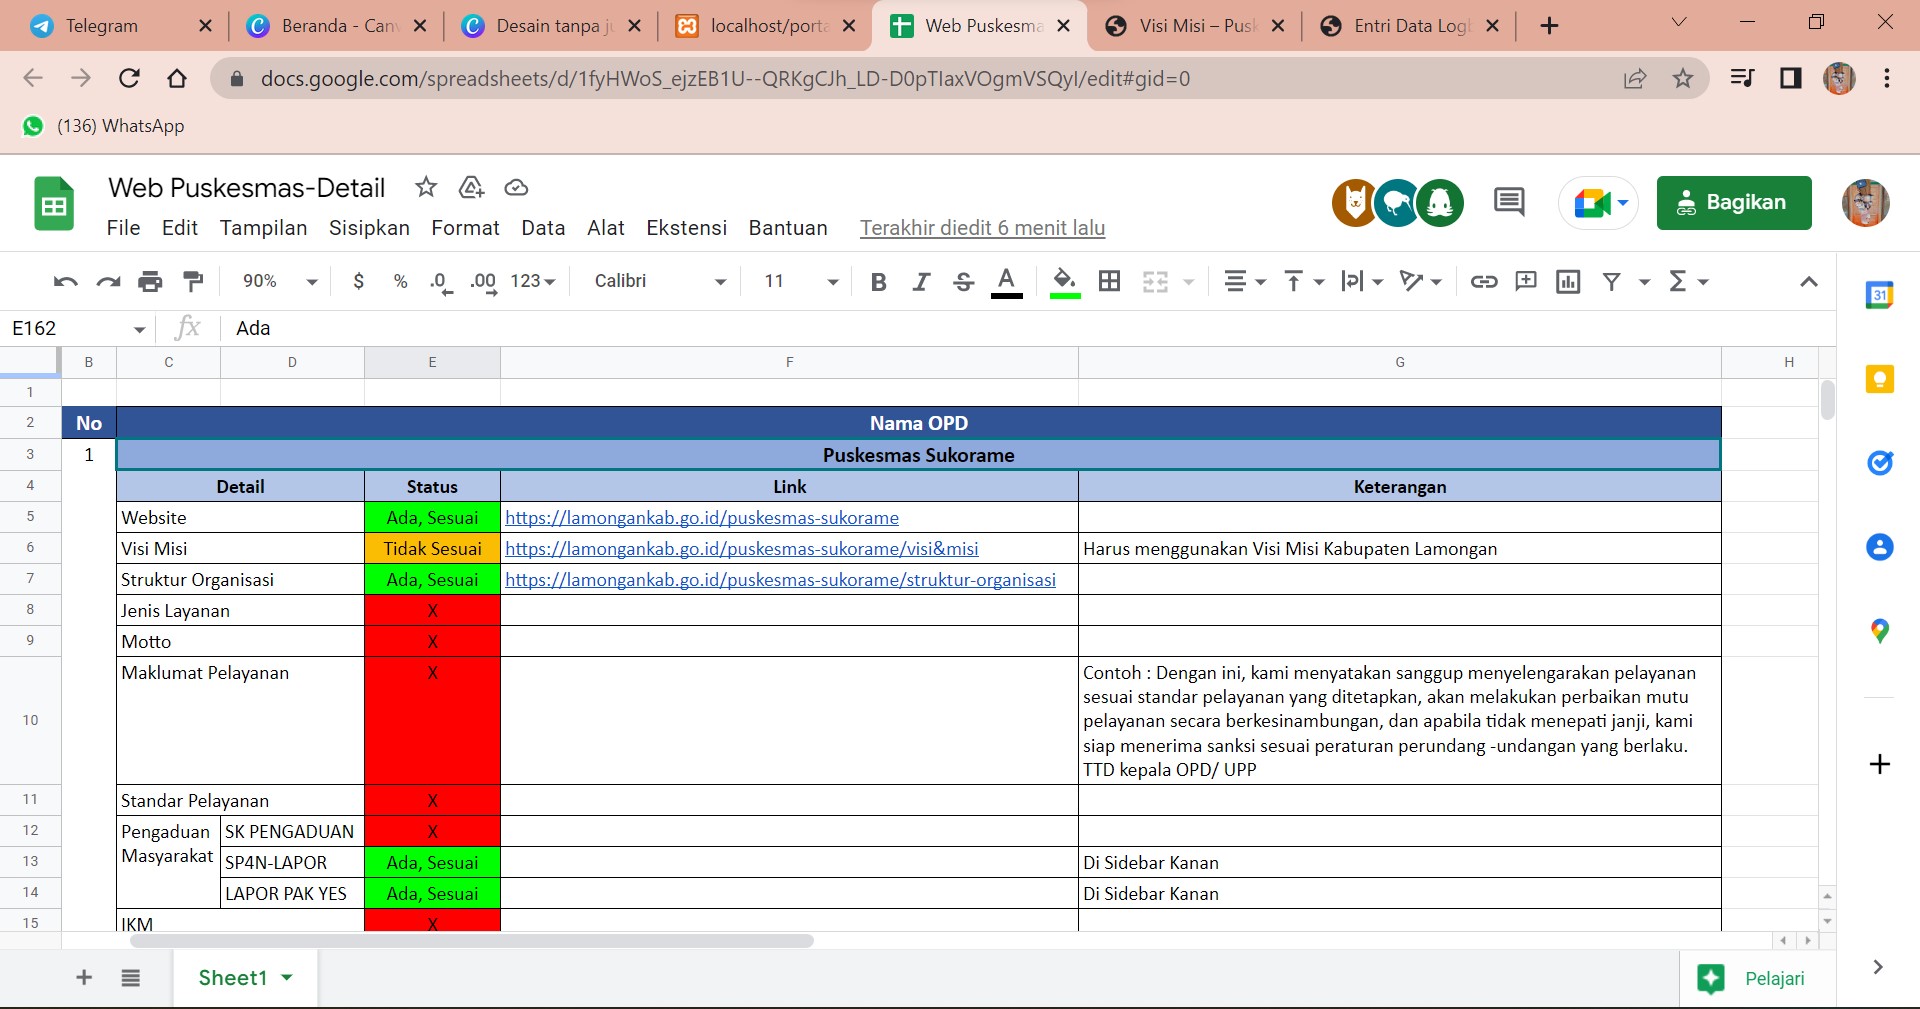 Telegram
Beranda - Canv
Desain tanpa ju
localhost/porta
Web Puskesma
Visi Misi – Pusk
Entri Data Logb
docs.google.com/spreadsheets/d/1fyHWoS_ejzEB1U--QRKgCJh_LD-D0pTIaxVOgmVSQyI/edit#gid=0
(136) WhatsApp
Web Puskesmas-Detail
File Edit Tampilan Sisipkan Format Data Alat Ekstensi Bantuan Terakhir diedit 6 menit lalu
Bagikan
90% $ % .0 .00 123 Calibri 11 B I S A
31
E162 fx Ada
B C D E F G H
1
2 No Nama OPD
3 1 Puskesmas Sukorame
4 Detail Status Link Keterangan
5 Website Ada, Sesuai https://lamongankab.go.id/puskesmas-sukorame
6 Visi Misi Tidak Sesuai https://lamongankab.go.id/puskesmas-sukorame/visi&misi Harus menggunakan Visi Misi Kabupaten Lamongan
7 Struktur Organisasi Ada, Sesuai https://lamongankab.go.id/puskesmas-sukorame/struktur-organisasi
8 Jenis Layanan X
9 Motto X
10 Maklumat Pelayanan X Contoh : Dengan ini, kami menyatakan sanggup menyelengarakan pelayanan
sesuai standar pelayanan yang ditetapkan, akan melakukan perbaikan mutu
pelayanan secara berkesinambungan, dan apabila tidak menepati janji, kami
siap menerima sanksi sesuai peraturan perundang -undangan yang berlaku.
TTD kepala OPD/ UPP
11 Standar Pelayanan X
12 Pengaduan SK PENGADUAN X
Masyarakat
13 SP4N-LAPOR Ada, Sesuai Di Sidebar Kanan
14 LAPOR PAK YES Ada, Sesuai Di Sidebar Kanan
15 IKM X
Sheet1
Pelajari